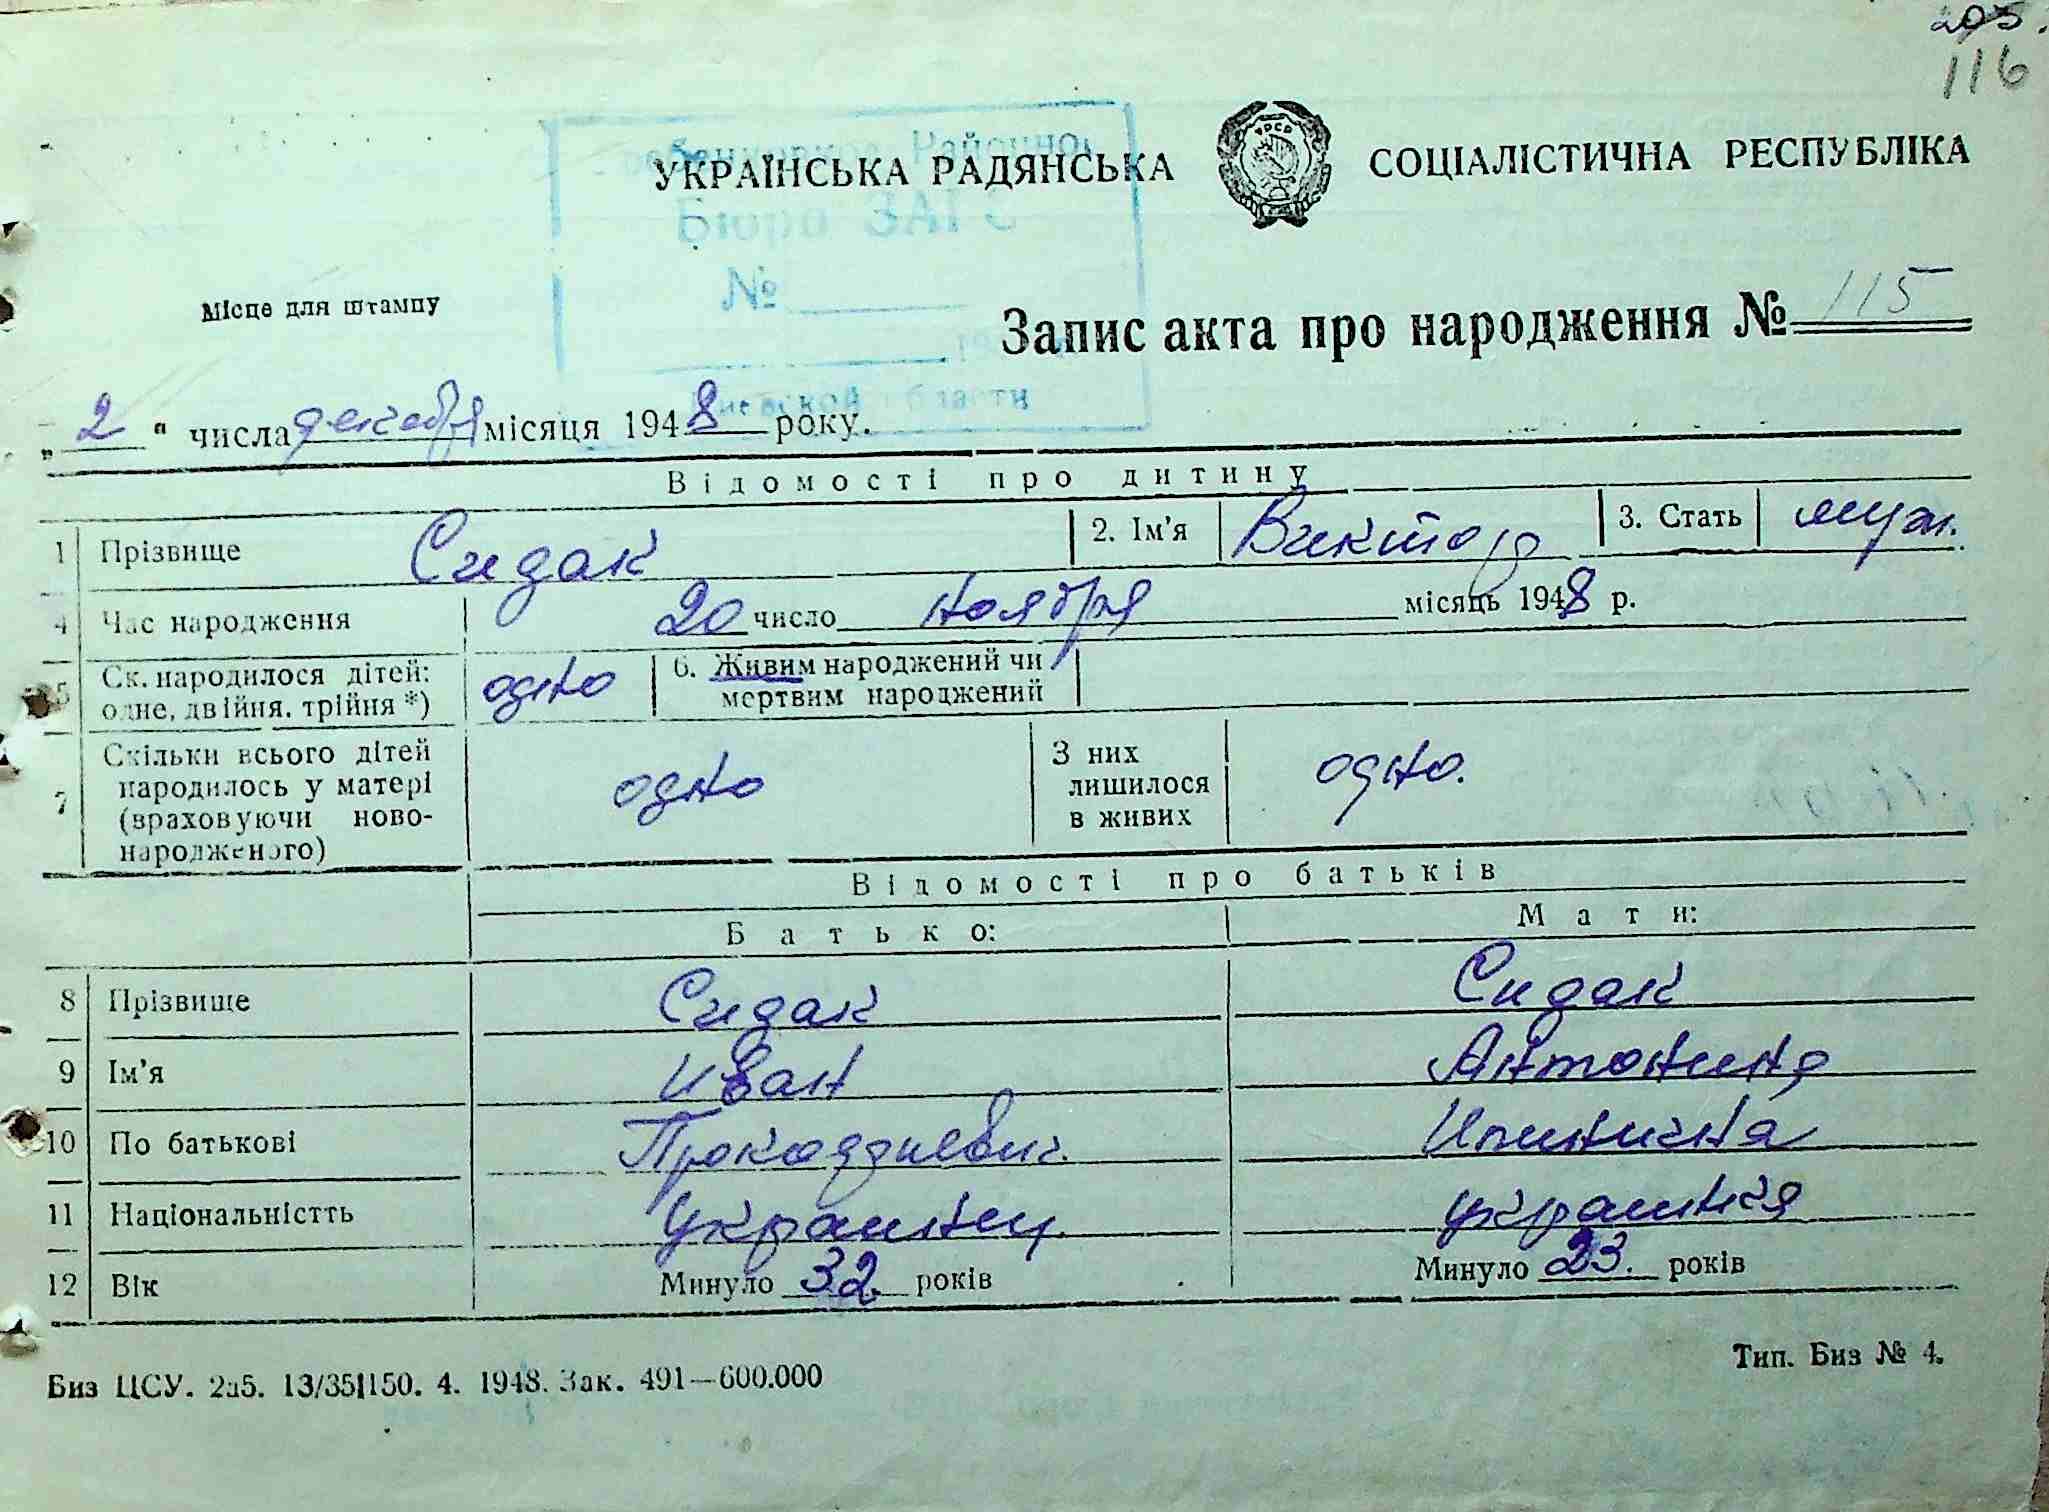 205.
116
УКРАЇНСЬКА РАДЯНСЬКА СОЦІАЛІСТИЧНА РЕСПУБЛІКА
УРСР
Районно
Бюро ЗАГС
№
Місце для штампу
Запис акта про народження № 115
области
„2" числа декабря місяця 1948 року.
Відомості про дитину
1 Прізвище Сидак 2. Ім'я Виктор 3. Стать муж.
4 Час народження 20 число ноября місяць 1948 р.
5 Ск. народилося дітей: одно 6. Живим народжений чи
одне, двійня, трійня *) мертвим народжений
7 Скільки всього дітей одно З них одно.
народилось у матері лишилося
(враховуючи ново- в живих
народженого)
Відомості про батьків
Батько: Мати:
8 Прізвище Сидак Сидак
9 Ім'я Иван Антонина
10 По батькові
11 Національністть Украинец украинка
12 Вік Минуло 32. років Минуло 23. років
Биз ЦСУ. 2а5. 13/35 150. 4. 1948. Зак. 491—600.000
Тип. Биз № 4.